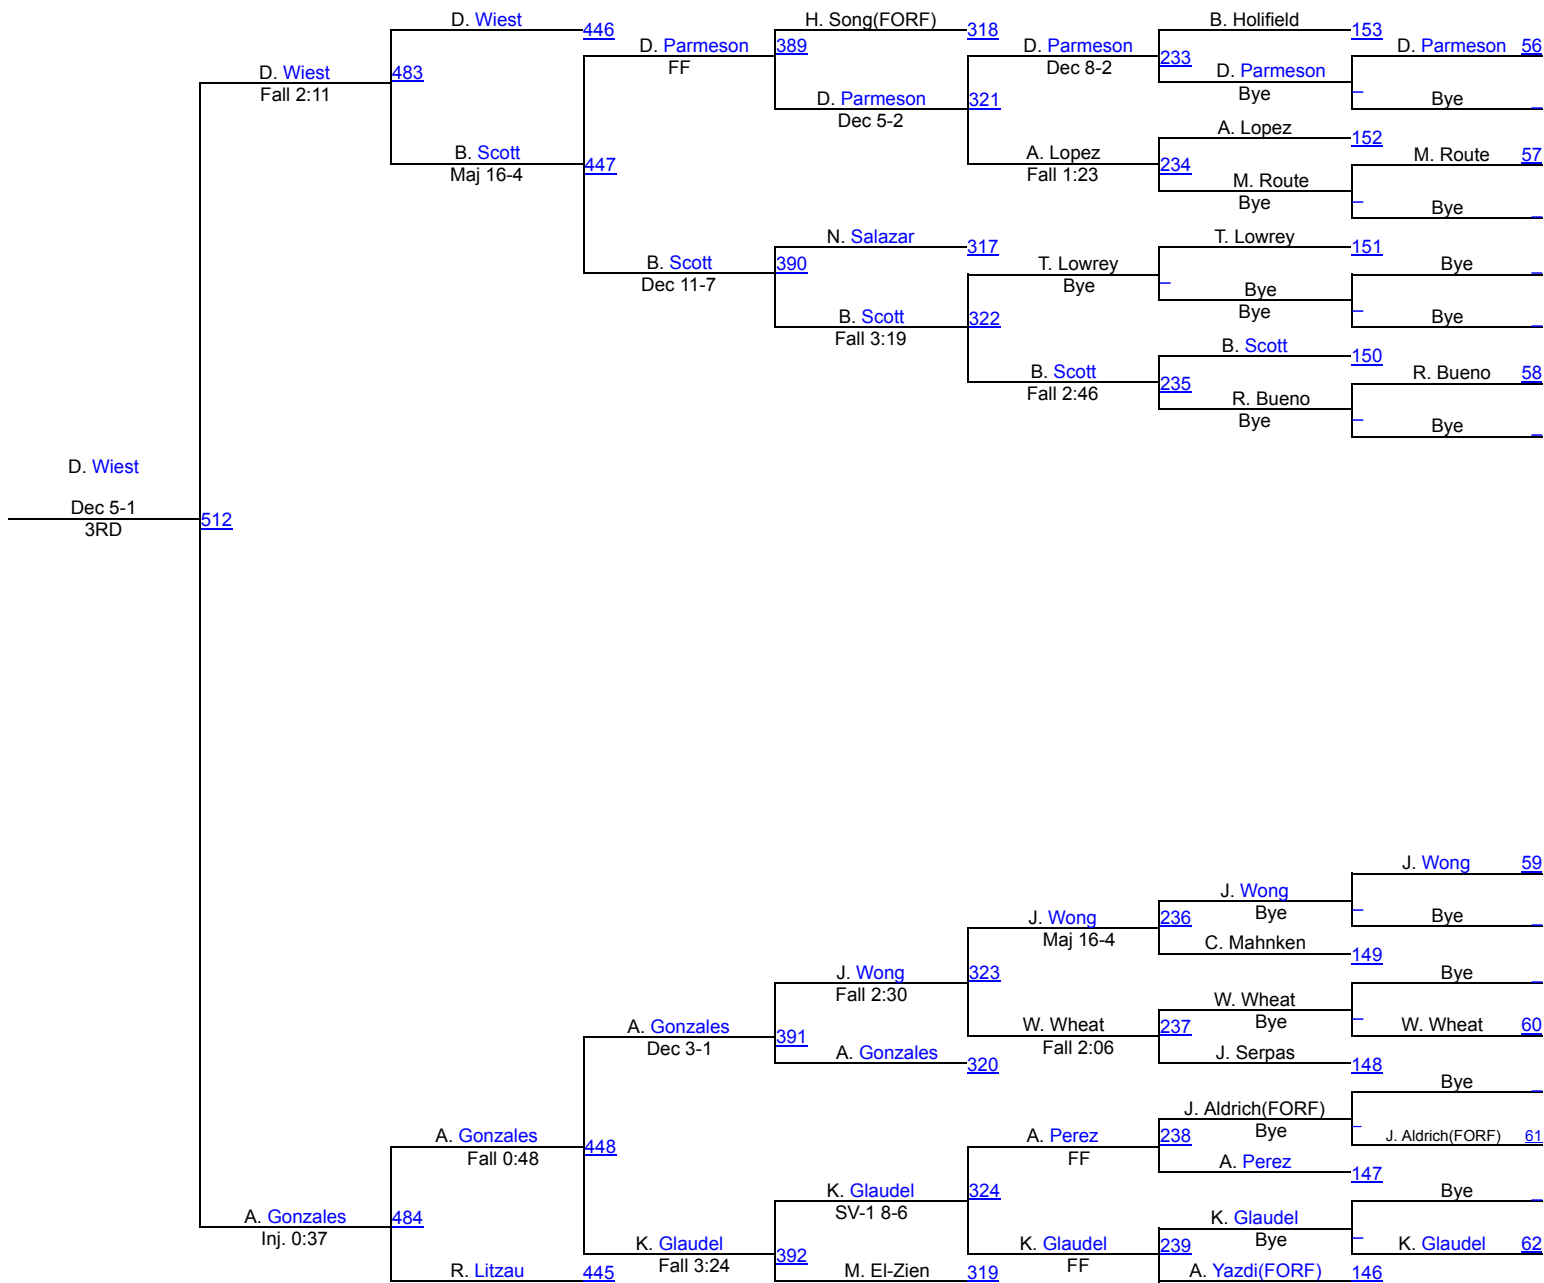 D. Wiest 446 H. Song(FORF) 318 B. Holifield 153
D. Parmeson 389 D. Parmeson 233 D. Parmeson 56
D. Wiest 483 FF Dec 8-2 D. Parmeson
Fall 2:11 D. Parmeson 321 Bye _ Bye _
Dec 5-2 A. Lopez 152
B. Scott 447 A. Lopez 234 M. Route 57
Maj 16-4 Fall 1:23 M. Route
Bye _ Bye _
N. Salazar 317 T. Lowrey 151
B. Scott 390 T. Lowrey _ Bye _
Dec 11-7 Bye Bye
B. Scott 322 Bye _ Bye _
Fall 3:19 B. Scott 150
B. Scott 235 R. Bueno 58
Fall 2:46 R. Bueno
Bye _ Bye _
D. Wiest
Dec 5-1 512
3RD
J. Wong 59
J. Wong
J. Wong 236 Bye _ Bye _
Maj 16-4 C. Mahnken 149
J. Wong 323 Bye _
Fall 2:30 W. Wheat
A. Gonzales 391 W. Wheat 237 Bye _ W. Wheat 60
Dec 3-1 A. Gonzales 320 Fall 2:06 J. Serpas 148
Bye _
J. Aldrich(FORF)
A. Gonzales 448 A. Perez 238 Bye _ J. Aldrich(FORF) 61
Fall 0:48 FF A. Perez 147
K. Glaudel 324 Bye _
A. Gonzales 484 SV-1 8-6 K. Glaudel
Inj. 0:37 K. Glaudel 392 K. Glaudel 239 Bye _ K. Glaudel 62
R. Litzau 445 Fall 3:24 M. El-Zien 319 FF A. Yazdi(FORF) 146